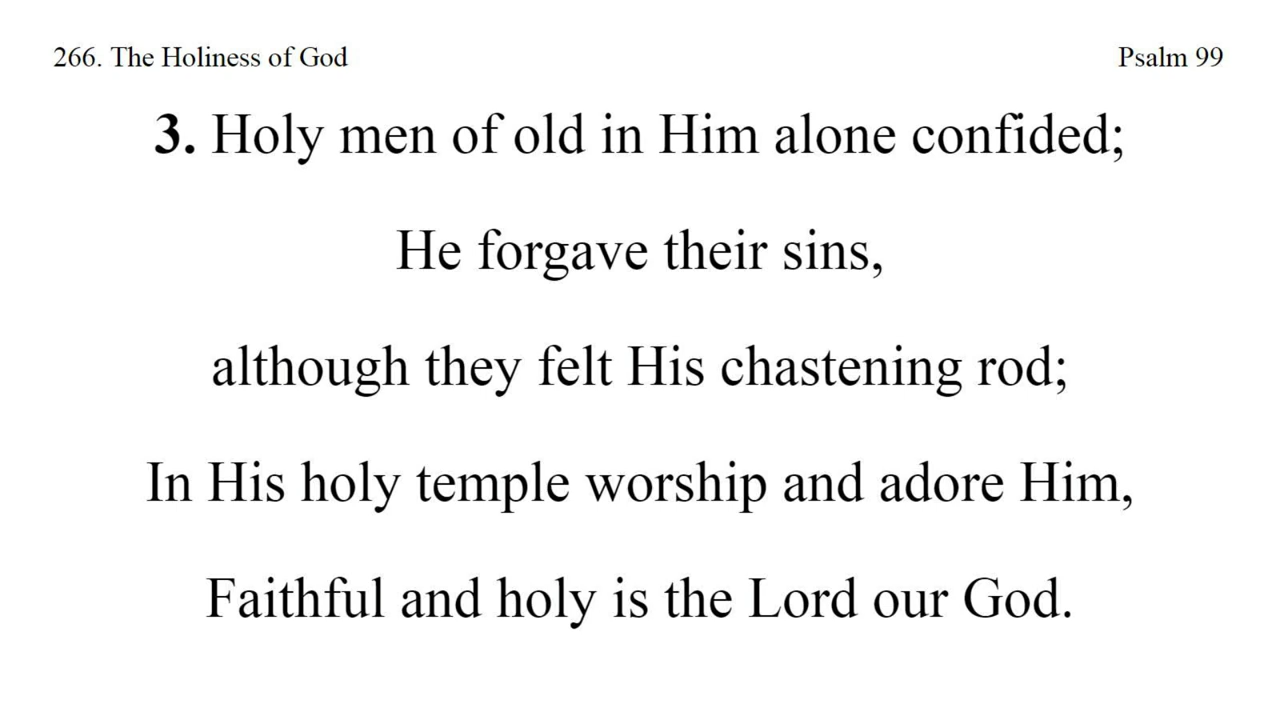 266. The Holiness of God
Psalm 99
3. Holy men of old in Him alone confided;
He forgave their sins,
although they felt His chastening rod;
In His holy temple worship and adore Him,
Faithful and holy is the Lord our God.